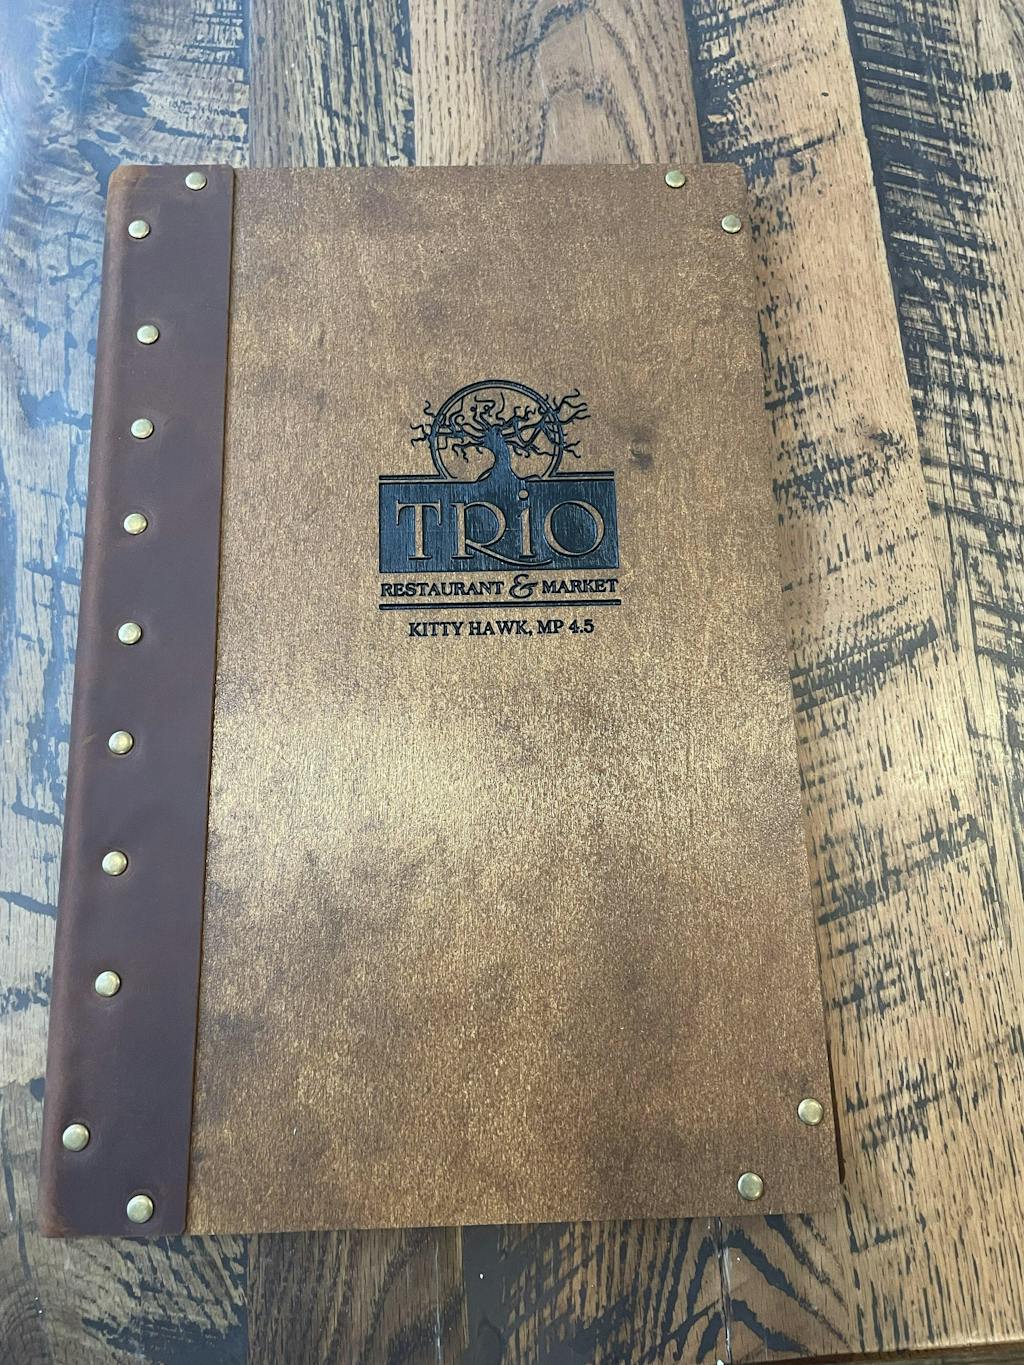 TRiO
RESTAURANT & MARKET
KITTY HAWK, MP 4.5